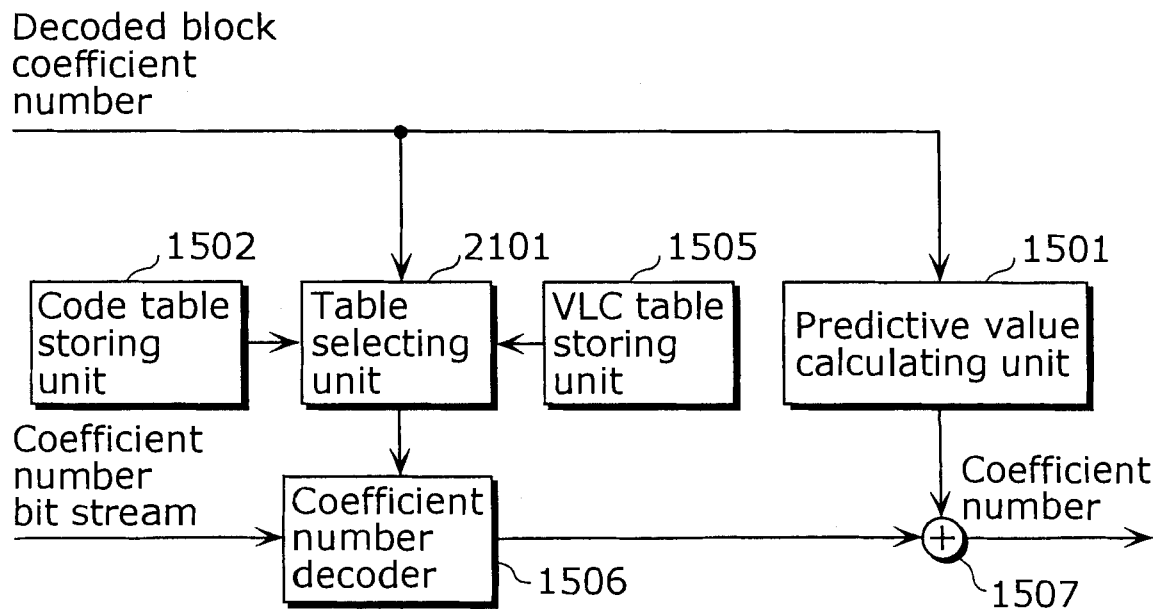 Decoded block
coefficient
number
1502
2101
1505
1501
Code table
storing
unit
Table
selecting
unit
VLC table
storing
unit
Predictive value
calculating unit
Coefficient
number
bit stream
Coefficient
number
decoder
1506
Coefficient
number
+
1507